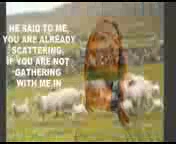 HE SAID TO ME,
YOU ARE ALREADY
SCATTERING,
IF YOU ARE NOT
GATHERING
WITH ME IN